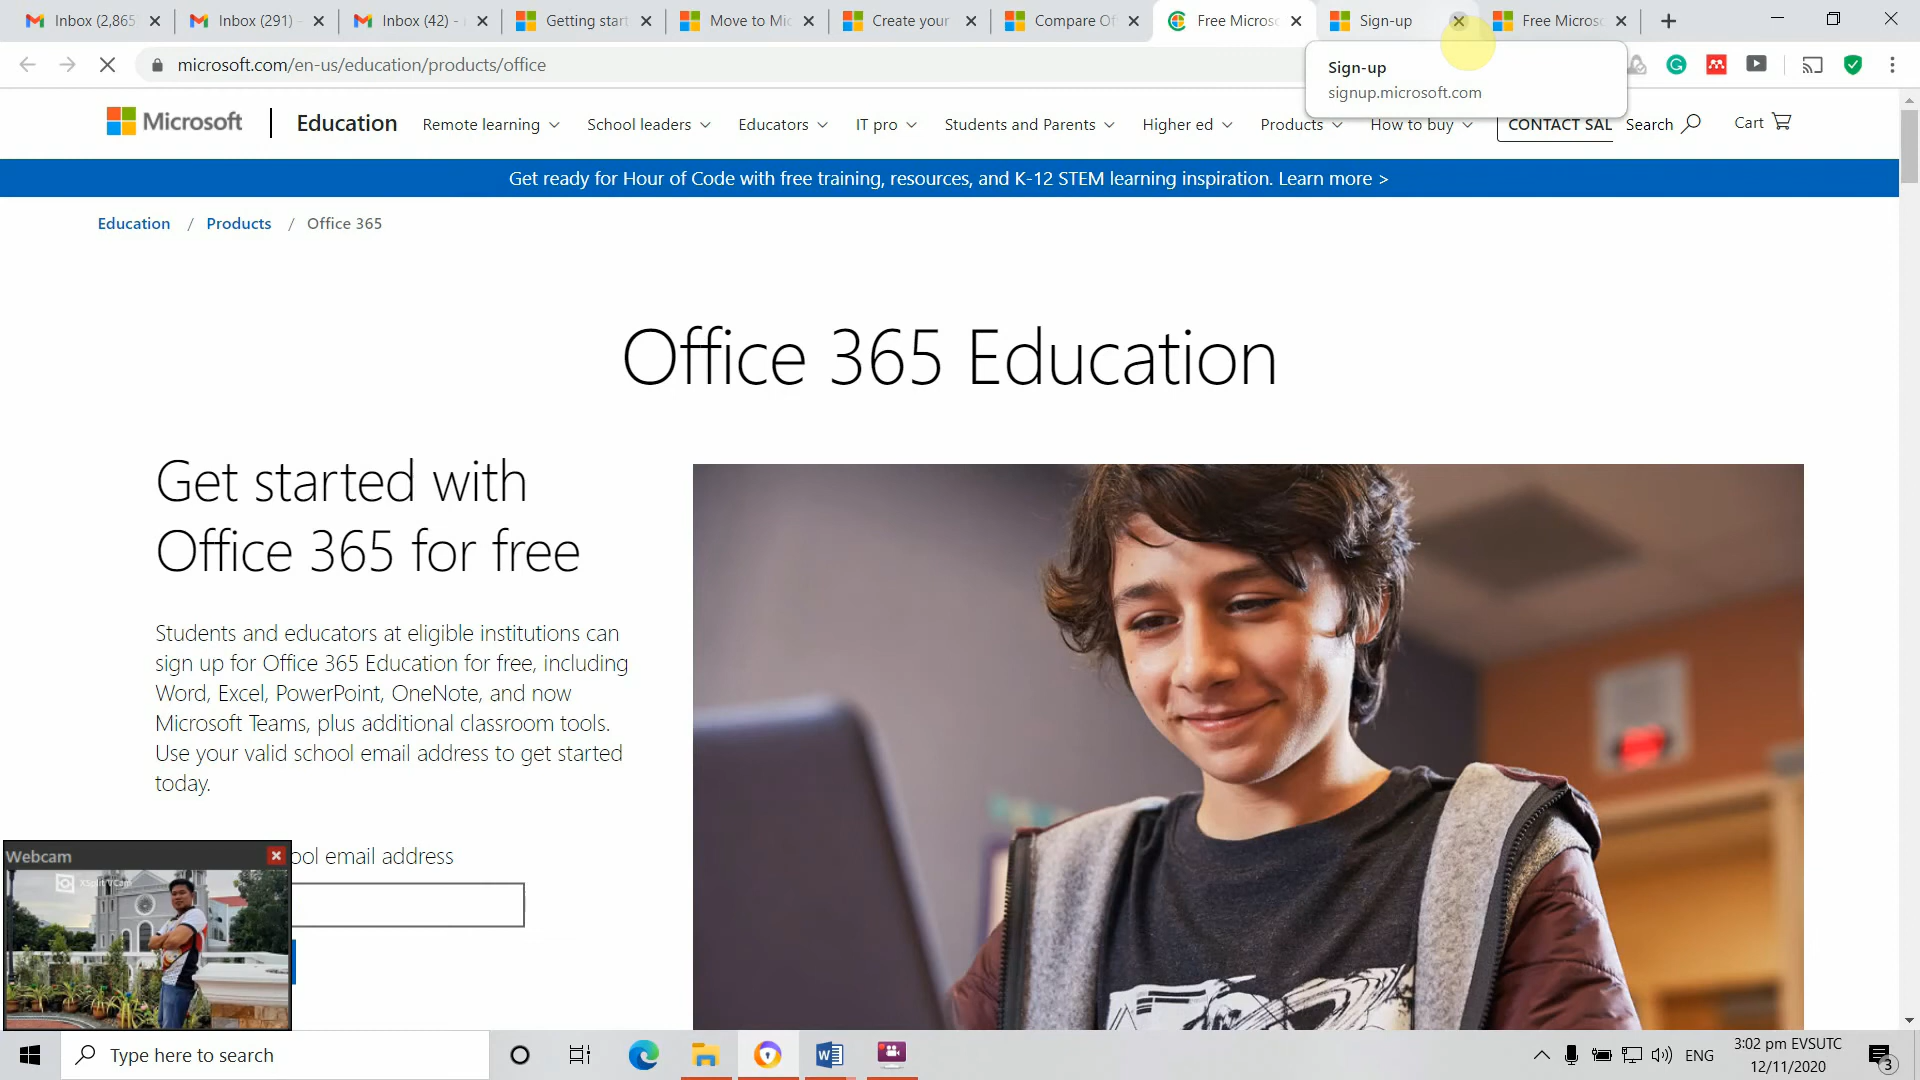 Inbox (2,865
Inbox (291) -
Inbox (42) -
Getting start
Move to Mic
Create your
Compare Of
Free Microso
Sign-up
Free Microso
microsoft.com/en-us/education/products/office
Sign-up
signup.microsoft.com
Microsoft
Education
Remote learning
School leaders
Educators
IT pro
Students and Parents
Higher ed
Products
How to buy
CONTACT SAL
Search
Cart
Get ready for Hour of Code with free training, resources, and K-12 STEM learning inspiration. Learn more >
Education / Products / Office 365
Office 365 Education
Get started with
Office 365 for free
Students and educators at eligible institutions can
sign up for Office 365 Education for free, including
Word, Excel, PowerPoint, OneNote, and now
Microsoft Teams, plus additional classroom tools.
Use your valid school email address to get started
today.
ool email address
Webcam
XSplit VCam
Type here to search
ENG
3:02 pm EVSUTC
12/11/2020
3